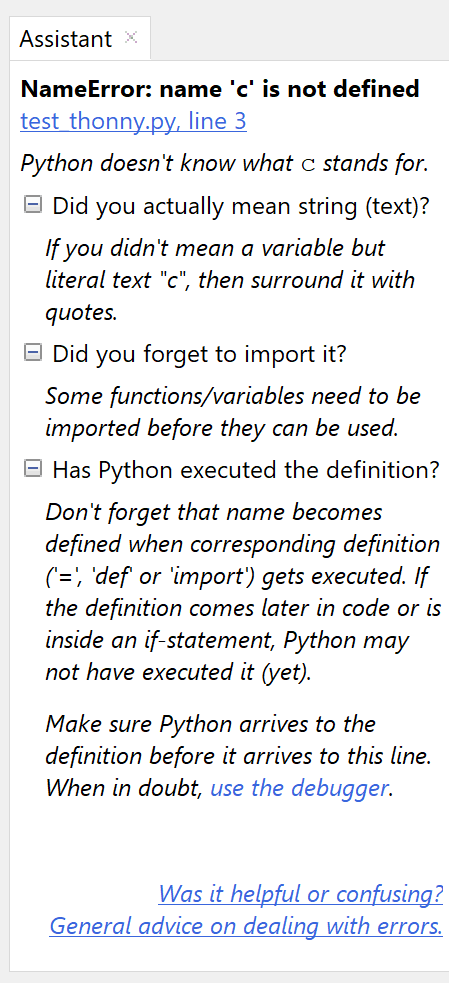 Assistant
NameError: name 'c' is not defined
test_thonny.py, line 3
Python doesn't know what c stands for.
Did you actually mean string (text)?
If you didn't mean a variable but
literal text "c", then surround it with
quotes.
Did you forget to import it?
Some functions/variables need to be
imported before they can be used.
Has Python executed the definition?
Don't forget that name becomes
defined when corresponding definition
('=', 'def' or 'import') gets executed. If
the definition comes later in code or is
inside an if-statement, Python may
not have executed it (yet).
Make sure Python arrives to the
definition before it arrives to this line.
When in doubt, use the debugger.
Was it helpful or confusing?
General advice on dealing with errors.